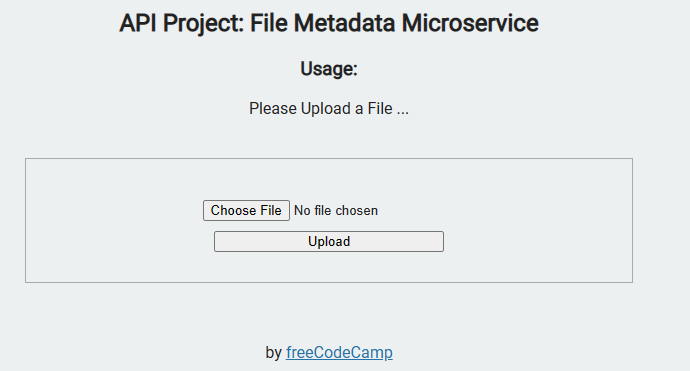 API Project: File Metadata Microservice
Usage:
Please Upload a File ...
Choose File No file chosen
Upload
by freeCodeCamp